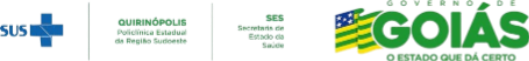 SUS
QUIRINÓPOLIS
Policlínica Estadual
da Região Sudoeste
SES
Secretaria de
Estado da
Saúde
GOVERNO DE
GOIÁS
O ESTADO QUE DÁ CERTO